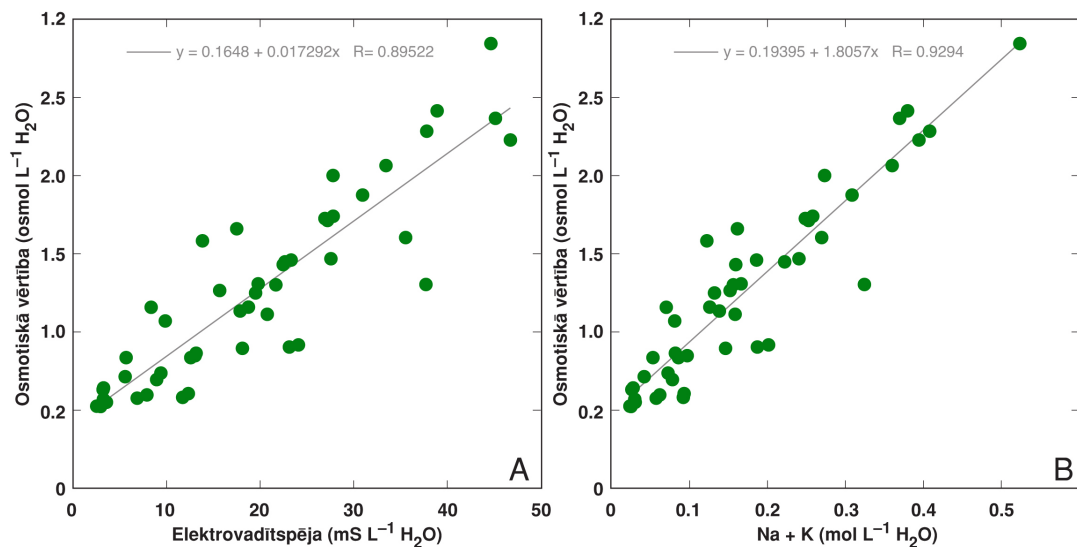 1.2
2.5
2.0
1.5
1.0
0.2
0
Osmotiskā vērtība (osmol L⁻¹ H₂O)
y = 0.1648 + 0.017292x R= 0.89522
A
0 10 20 30 40 50
Elektrovadītspēja (mS L⁻¹ H₂O)
1.2
2.5
2.0
1.5
1.0
0.2
0
Osmotiskā vērtība (osmol L⁻¹ H₂O)
y = 0.19395 + 1.8057x R= 0.9294
B
0 0.1 0.2 0.3 0.4 0.5
Na + K (mol L⁻¹ H₂O)